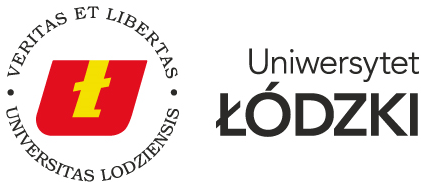 VERITAS ET LIBERTAS
ł
UNIVERSITAS LODZIENSIS
Uniwersytet
ŁÓDZKI